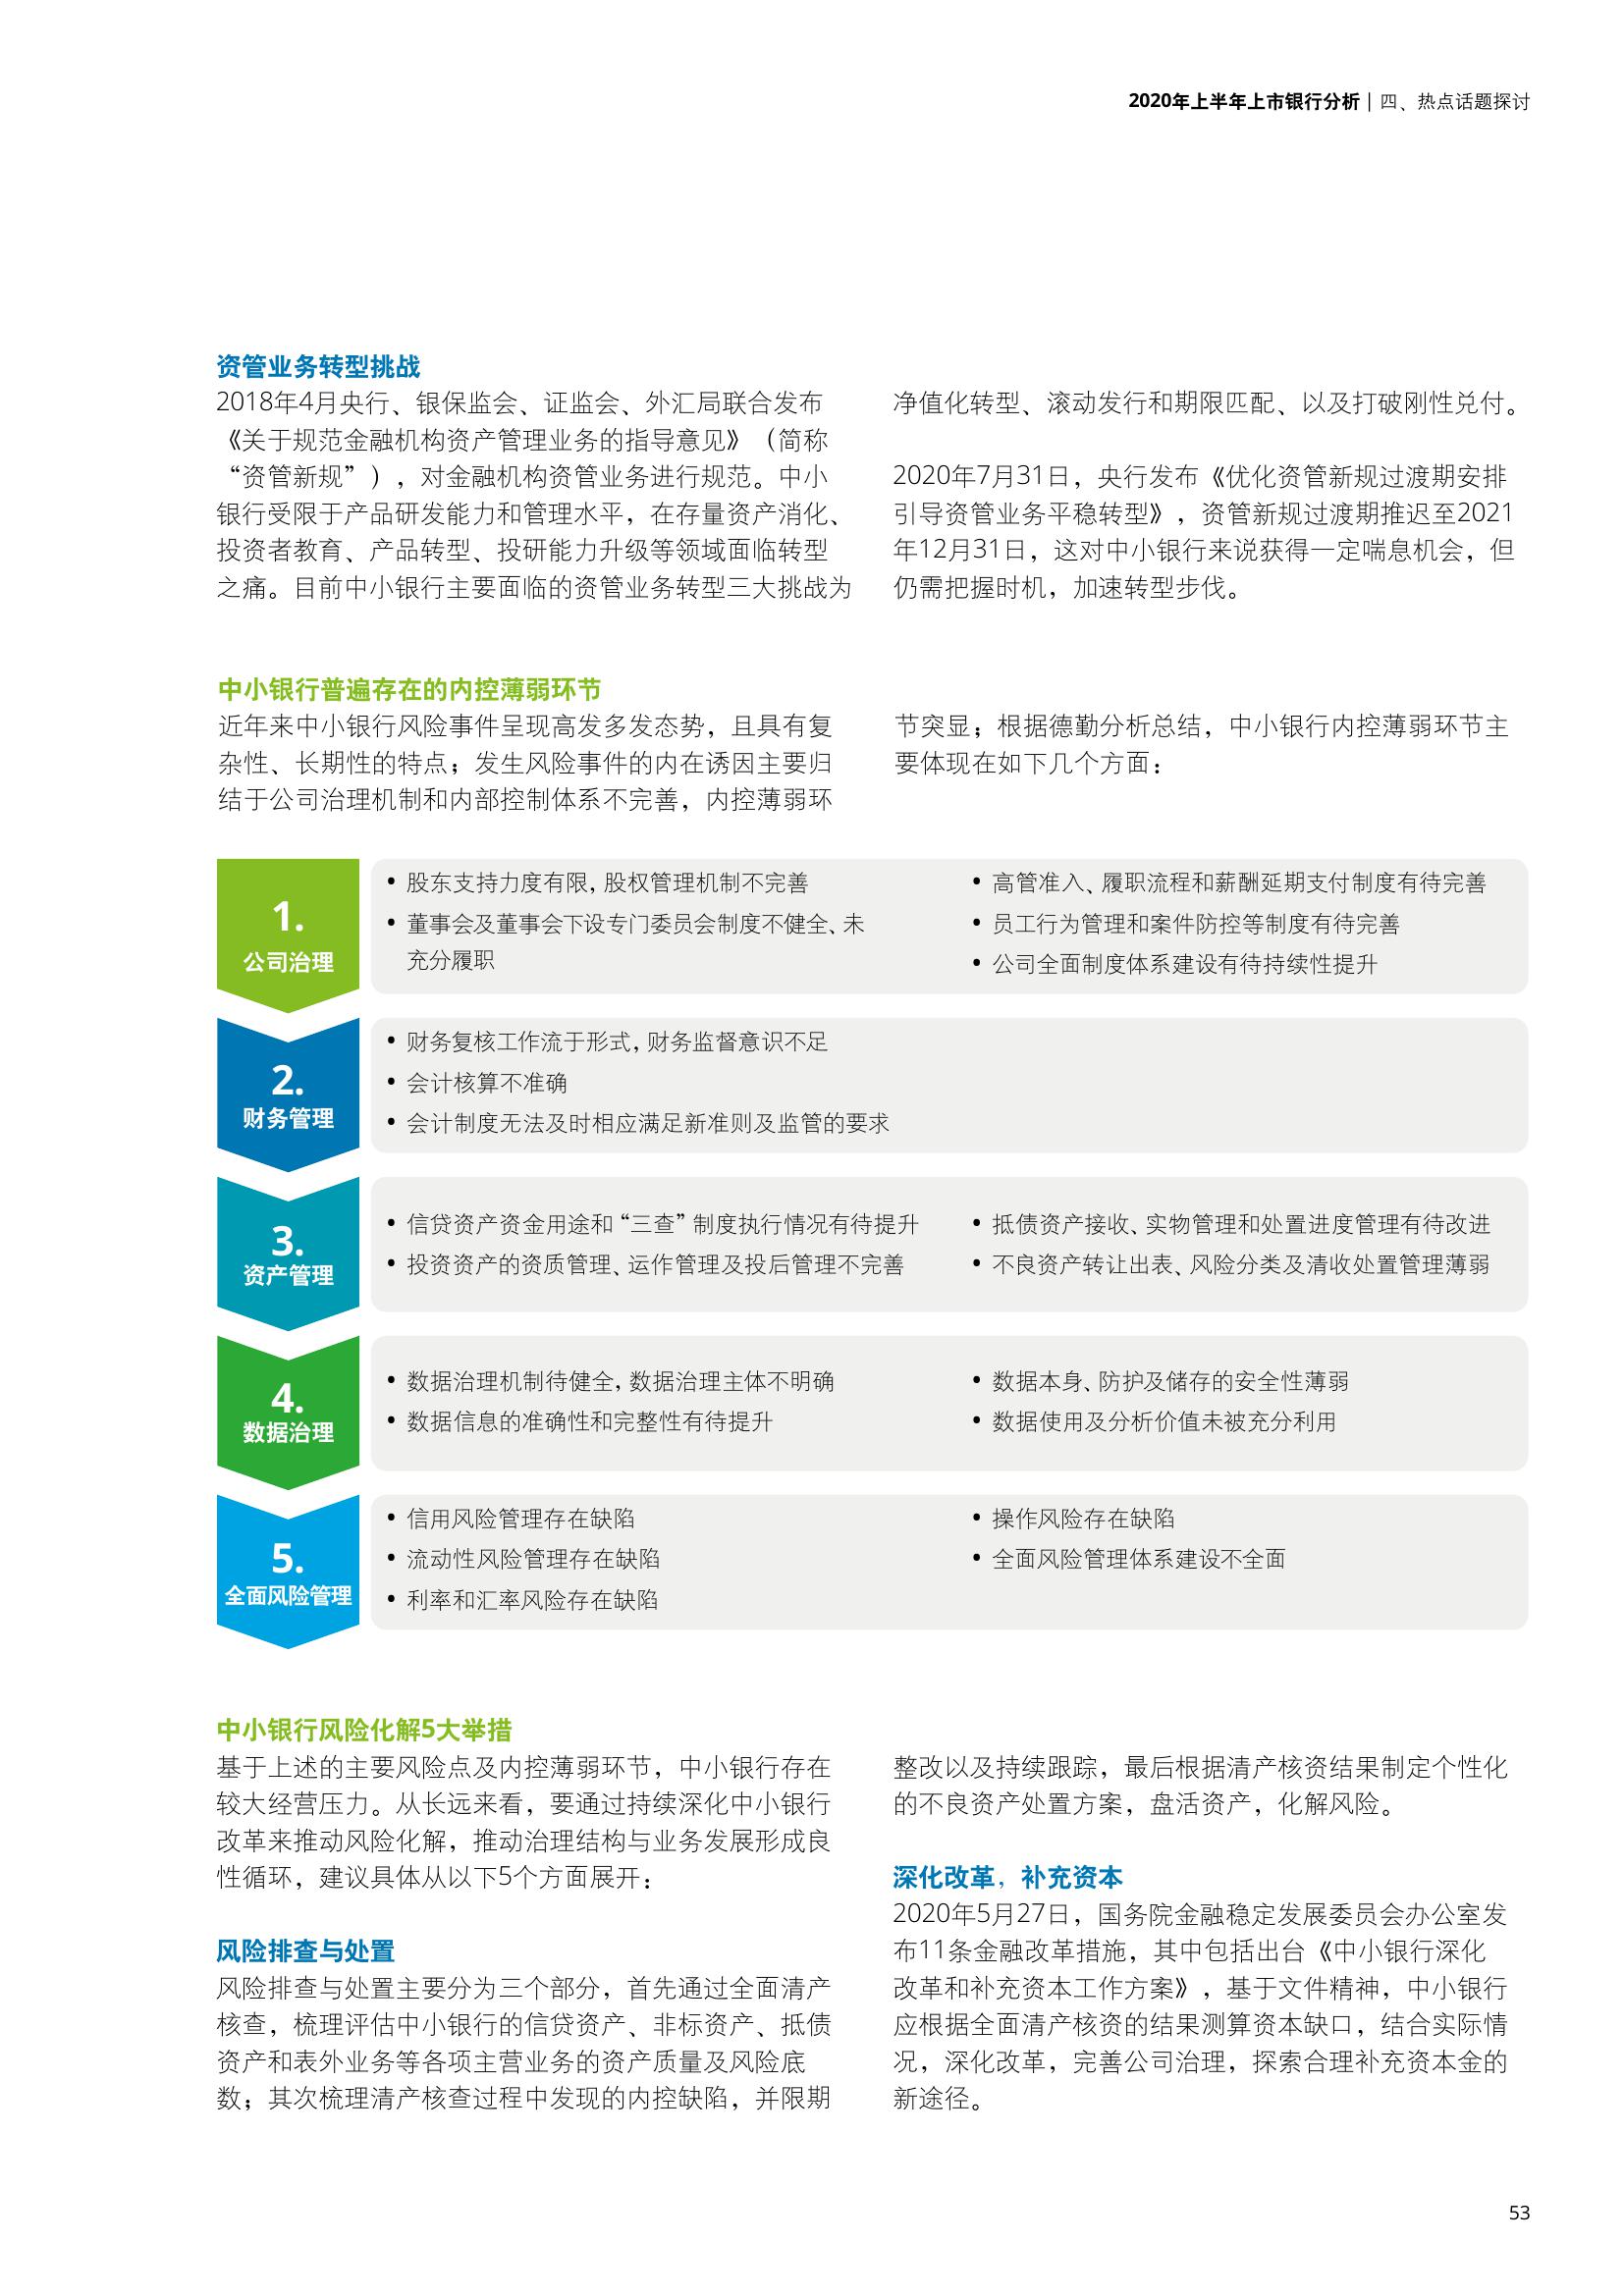 2020年上半年上市银行分析 | 四、热点话题探讨
资管业务转型挑战
2018年4月央行、银保监会、证监会、外汇局联合发布
《关于规范金融机构资产管理业务的指导意见》（简称
“资管新规”），对金融机构资管业务进行规范。中小
银行受限于产品研发能力和管理水平，在存量资产消化、
投资者教育、产品转型、投研能力升级等领域面临转型
之痛。目前中小银行主要面临的资管业务转型三大挑战为
净值化转型、滚动发行和期限匹配、以及打破刚性兑付。
2020年7月31日，央行发布《优化资管新规过渡期安排
引导资管业务平稳转型》，资管新规过渡期推迟至2021
年12月31日，这对中小银行来说获得一定喘息机会，但
仍需把握时机，加速转型步伐。
中小银行普遍存在的内控薄弱环节
近年来中小银行风险事件呈现高发多发态势，且具有复
杂性、长期性的特点；发生风险事件的内在诱因主要归
结于公司治理机制和内部控制体系不完善，内控薄弱环
节突显；根据德勤分析总结，中小银行内控薄弱环节主
要体现在如下几个方面：
1.
公司治理
• 股东支持力度有限，股权管理机制不完善
• 董事会及董事会下设专门委员会制度不健全、未
充分履职
• 高管准入、履职流程和薪酬延期支付制度有待完善
• 员工行为管理和案件防控等制度有待完善
• 公司全面制度体系建设有待持续性提升
2.
财务管理
• 财务复核工作流于形式，财务监督意识不足
• 会计核算不准确
• 会计制度无法及时相应满足新准则及监管的要求
3.
资产管理
• 信贷资产资金用途和“三查”制度执行情况有待提升
• 投资资产的资质管理、运作管理及投后管理不完善
• 抵债资产接收、实物管理和处置进度管理有待改进
• 不良资产转让出表、风险分类及清收处置管理薄弱
4.
数据治理
• 数据治理机制待健全，数据治理主体不明确
• 数据信息的准确性和完整性有待提升
• 数据本身、防护及储存的安全性薄弱
• 数据使用及分析价值未被充分利用
5.
全面风险管理
• 信用风险管理存在缺陷
• 流动性风险管理存在缺陷
• 利率和汇率风险存在缺陷
• 操作风险存在缺陷
• 全面风险管理体系建设不全面
中小银行风险化解5大举措
基于上述的主要风险点及内控薄弱环节，中小银行存在
较大经营压力。从长远来看，要通过持续深化中小银行
改革来推动风险化解，推动治理结构与业务发展形成良
性循环，建议具体从以下5个方面展开：
风险排查与处置
风险排查与处置主要分为三个部分，首先通过全面清产
核查，梳理评估中小银行的信贷资产、非标资产、抵债
资产和表外业务等各项主营业务的资产质量及风险底
数；其次梳理清产核查过程中发现的内控缺陷，并限期
整改以及持续跟踪，最后根据清产核资结果制定个性化
的不良资产处置方案，盘活资产，化解风险。
深化改革，补充资本
2020年5月27日，国务院金融稳定发展委员会办公室发
布11条金融改革措施，其中包括出台《中小银行深化
改革和补充资本工作方案》，基于文件精神，中小银行
应根据全面清产核资的结果测算资本缺口，结合实际情
况，深化改革，完善公司治理，探索合理补充资本金的
新途径。
53